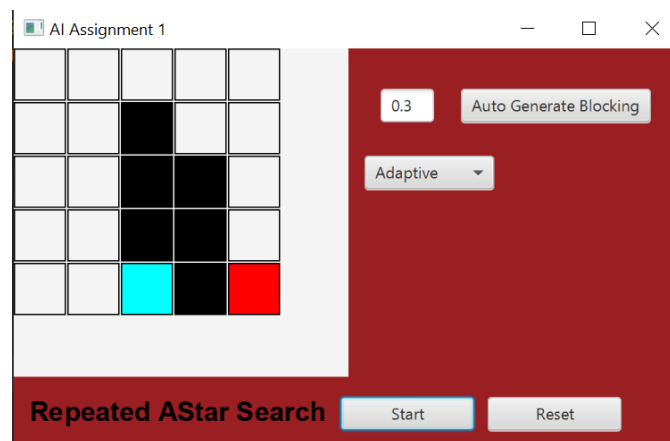 AI Assignment 1
0.3
Auto Generate Blocking
Adaptive
Repeated AStar Search
Start
Reset